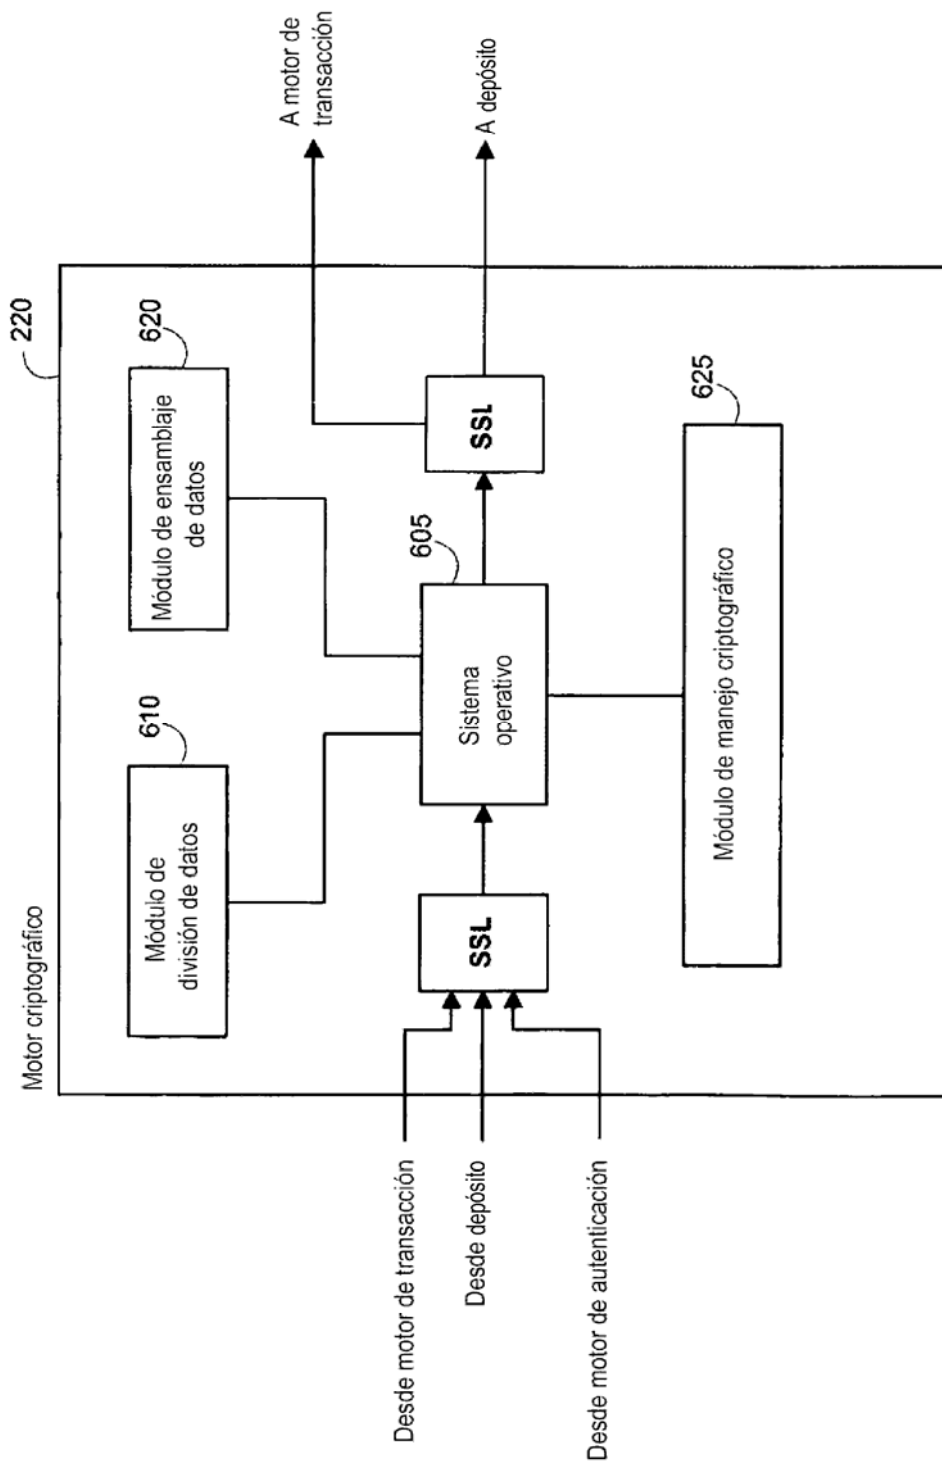 Motor criptográfico
220
610
620
Módulo de
división de datos
Módulo de ensamblaje
de datos
A motor de
transacción
605
Desde motor de transacción
Desde depósito
Desde motor de autenticación
SSL
Sistema
operativo
SSL
A depósito
625
Módulo de manejo criptográfico